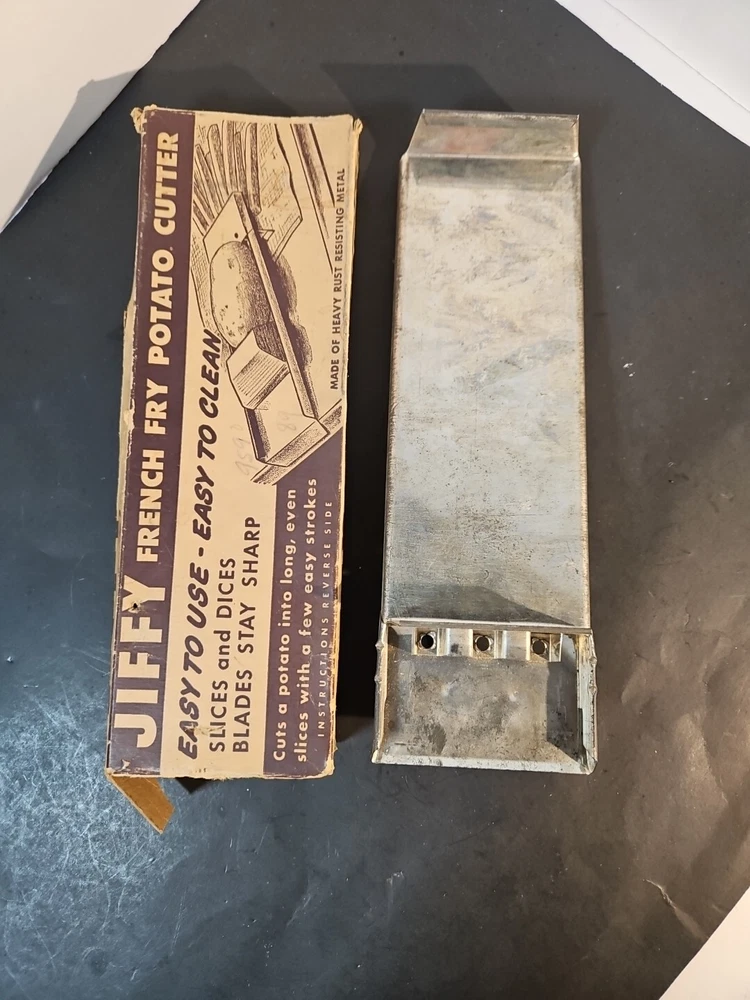 JIFFY FRENCH FRY POTATO CUTTER
EASY TO USE - EASY TO CLEAN
SLICES and DICES
BLADES STAY SHARP
Cuts a potato into long, even
slices with a few easy strokes
INSTRUCTIONS REVERSE SIDE
MADE OF HEAVY RUST RESISTING METAL